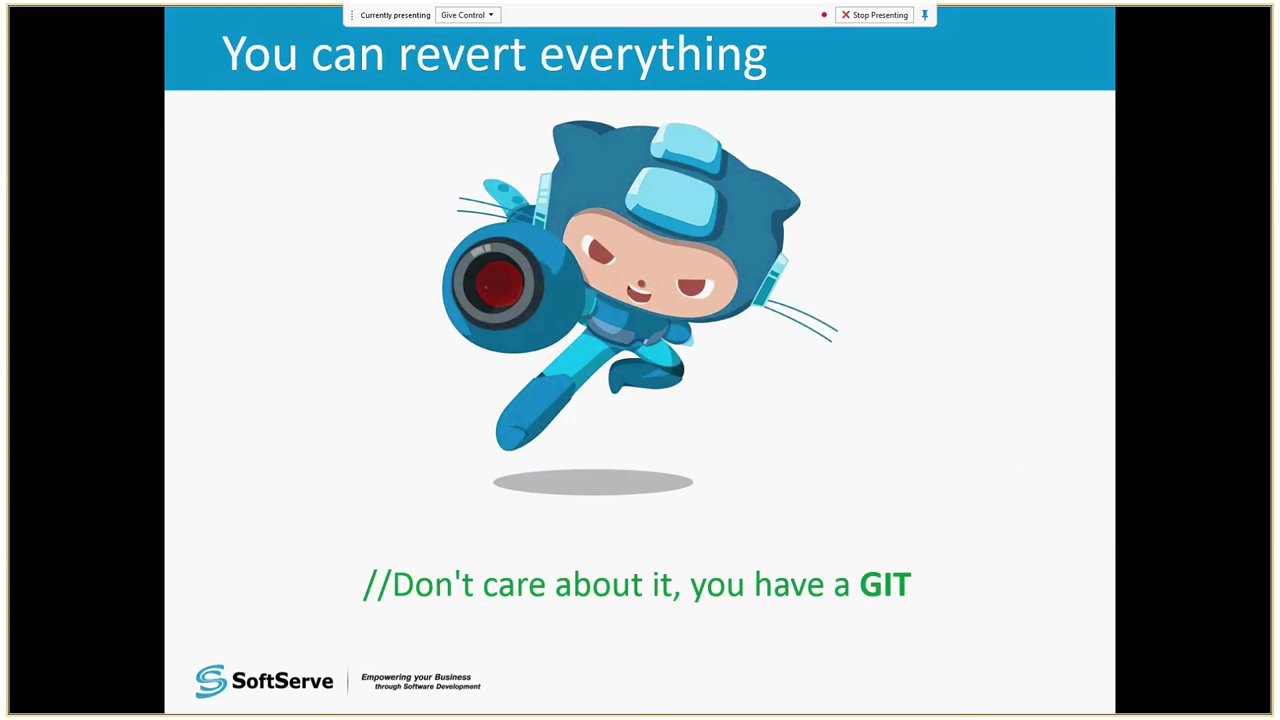 Currently presenting
Give Control
Stop Presenting
You can revert everything
//Don't care about it, you have a GIT
SoftServe
Empowering your Business
through Software Development